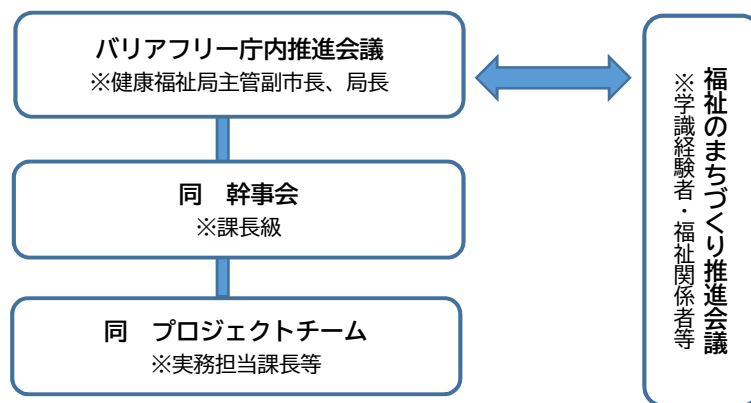 バリアフリー庁内推進会議
※健康福祉局主管副市長、局長
同　幹事会
※課長級
同　プロジェクトチーム
※実務担当課長等
福祉のまちづくり推進会議
※学識経験者・福祉関係者等